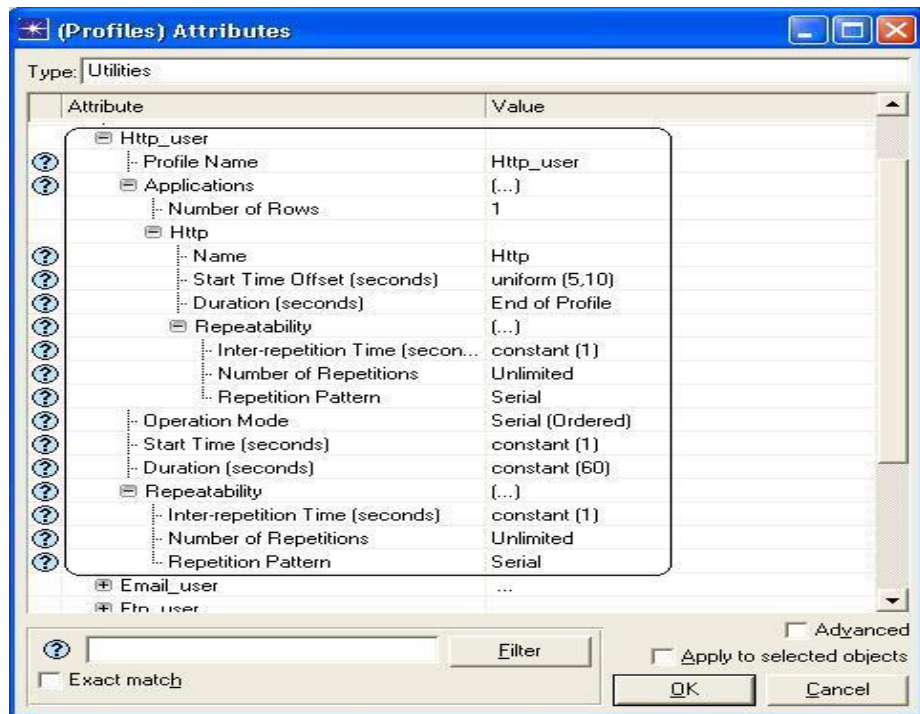 (Profiles) Attributes
Type: Utilities
Attribute Value
Http_user
Profile Name Http_user
Applications (...)
Number of Rows 1
Http
Name Http
Start Time Offset (seconds) uniform (5,10)
Duration (seconds) End of Profile
Repeatability (...)
Inter-repetition Time (secon... constant (1)
Number of Repetitions Unlimited
Repetition Pattern Serial
Operation Mode Serial (Ordered)
Start Time (seconds) constant (1)
Duration (seconds) constant (60)
Repeatability (...)
Inter-repetition Time (seconds) constant (1)
Number of Repetitions Unlimited
Repetition Pattern Serial
Email_user ...
Ftp_user
Advanced
Filter
Apply to selected objects
Exact match
OK Cancel